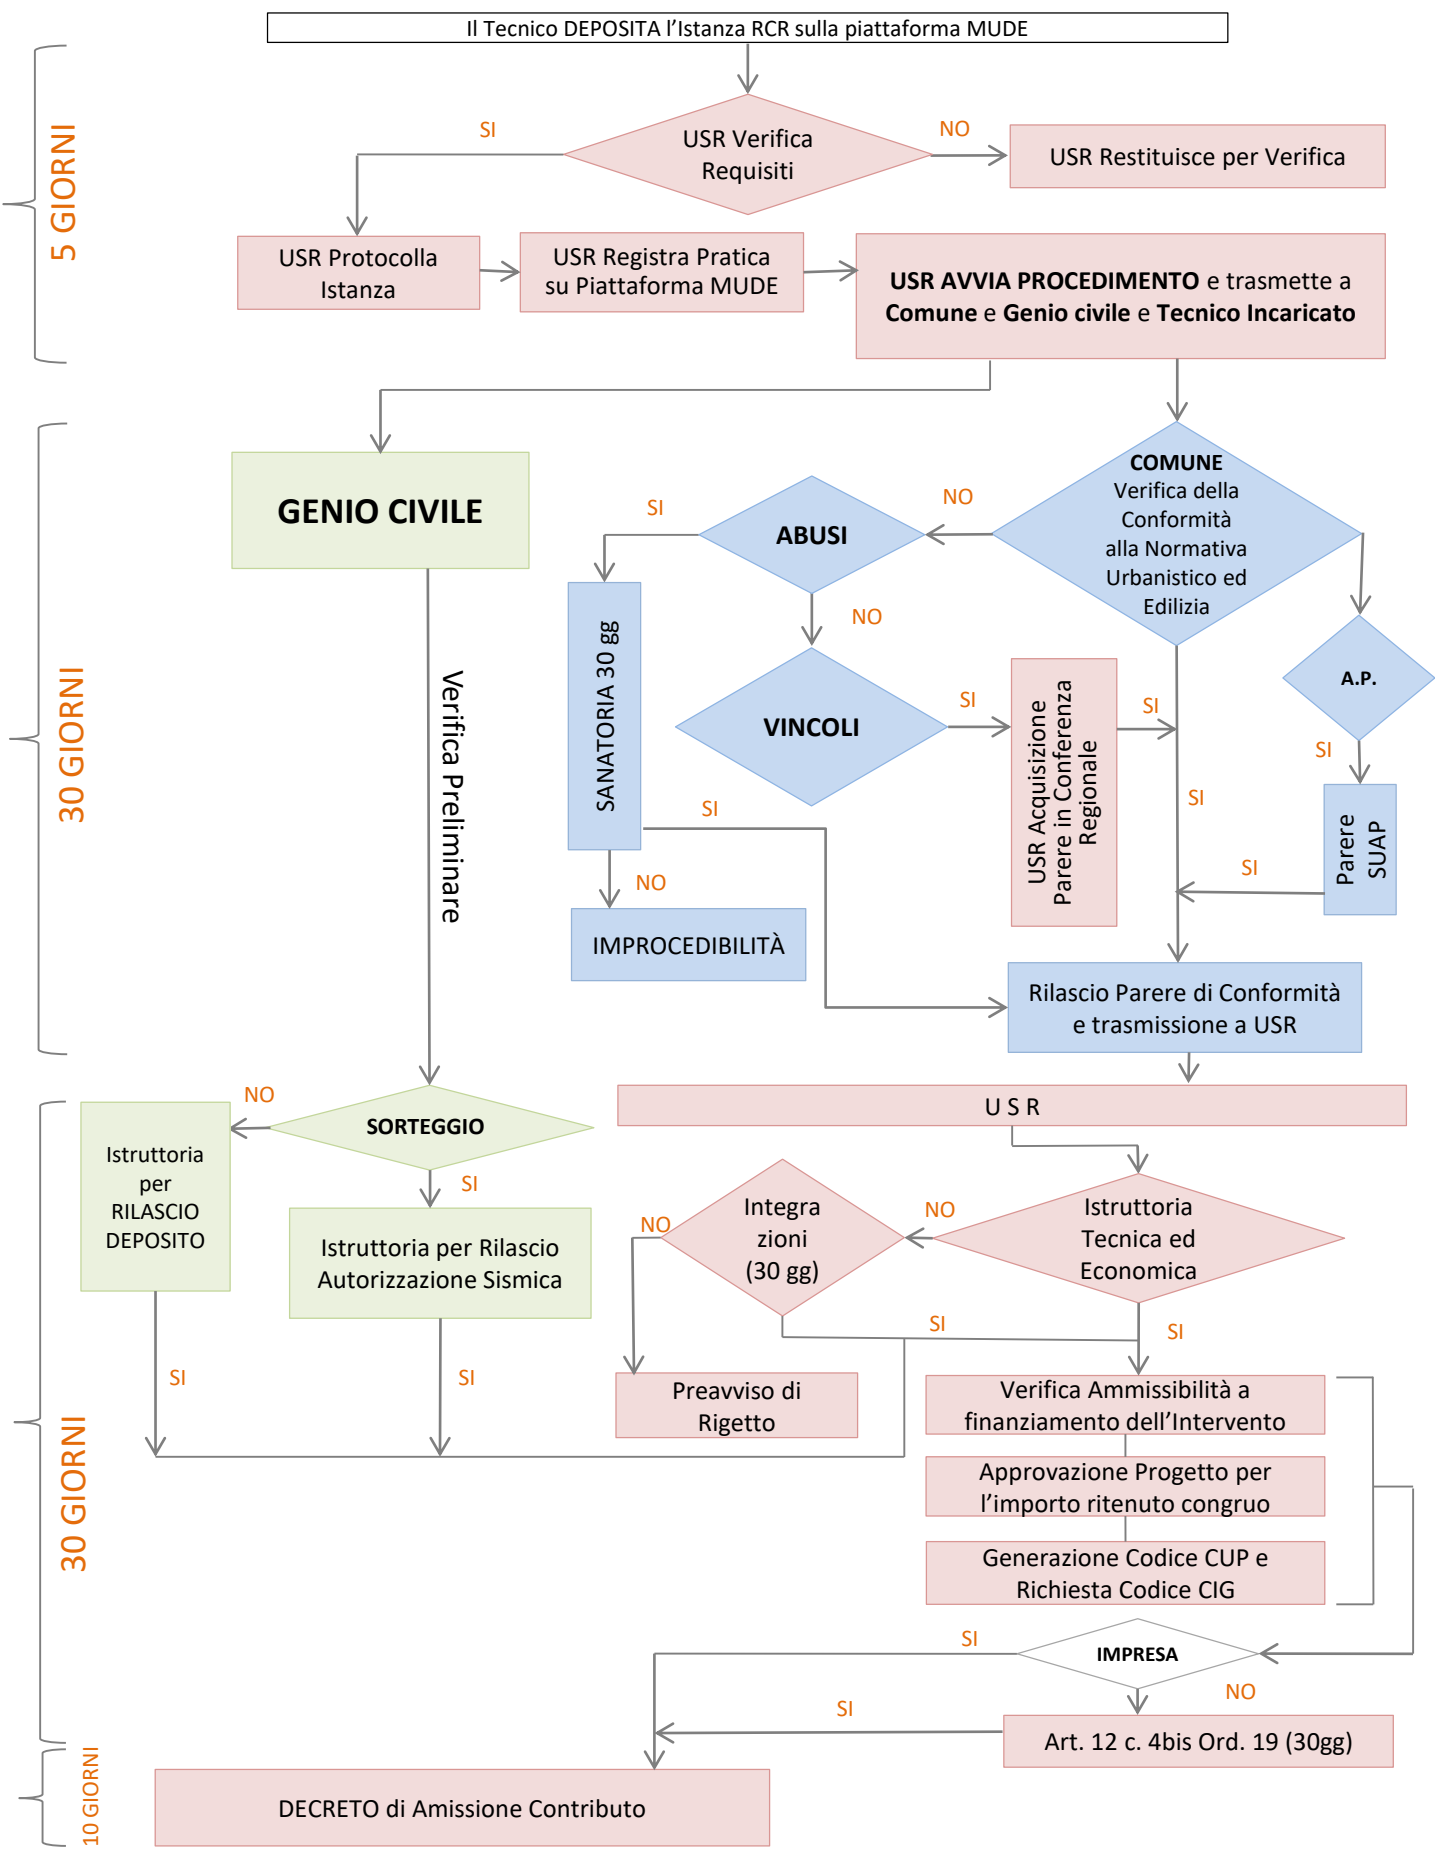 Il Tecnico DEPOSITA l’Istanza RCR sulla piattaforma MUDE
5 GIORNI
SI
USR Verifica
Requisiti
NO
USR Restituisce per Verifica
USR Protocolla
Istanza
USR Registra Pratica
su Piattaforma MUDE
USR AVVIA PROCEDIMENTO e trasmette a
Comune e Genio civile e Tecnico Incaricato
30 GIORNI
GENIO CIVILE
Verifica Preliminare
COMUNE
Verifica della
Conformità
alla Normativa
Urbanistico ed
Edilizia
NO
ABUSI
SI
NO
SANATORIA 30 gg
VINCOLI
SI
USR Acquisizione
Parere in Conferenza
Regionale
SI
A.P.
SI
SI
Parere
SUAP
SI
SI
NO
IMPROCEDIBILITÀ
Rilascio Parere di Conformità
e trasmissione a USR
30 GIORNI
NO
SORTEGGIO
SI
Istruttoria
per
RILASCIO
DEPOSITO
Istruttoria per Rilascio
Autorizzazione Sismica
SI
SI
U S R
Istruttoria
Tecnica ed
Economica
NO
Integra
zioni
(30 gg)
NO
SI
SI
Preavviso di
Rigetto
Verifica Ammissibilità a
finanziamento dell’Intervento
Approvazione Progetto per
l’importo ritenuto congruo
Generazione Codice CUP e
Richiesta Codice CIG
SI
IMPRESA
NO
SI
Art. 12 c. 4bis Ord. 19 (30gg)
10 GIORNI
DECRETO di Amissione Contributo